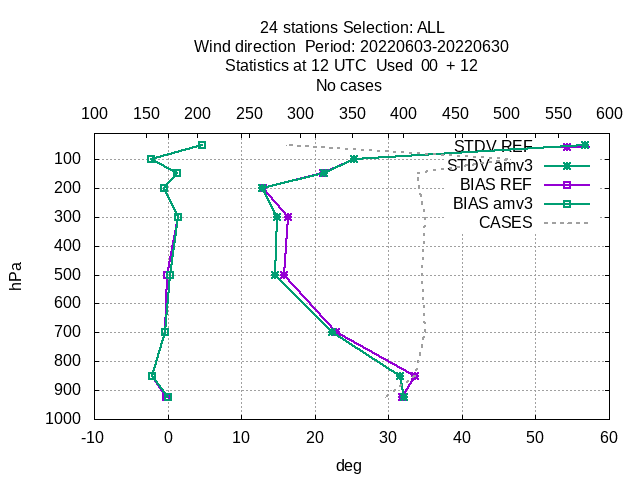 24 stations Selection: ALL
Wind direction  Period: 20220603-20220630
Statistics at 12 UTC  Used  00  + 12
No cases
100 150 200 250 300 350 400 450 500 550 600
STDV REF
STDV amv3
BIAS REF
BIAS amv3
CASES
100
200
300
400
500
600
700
800
900
1000
hPa
-10 0 10 20 30 40 50 60
deg